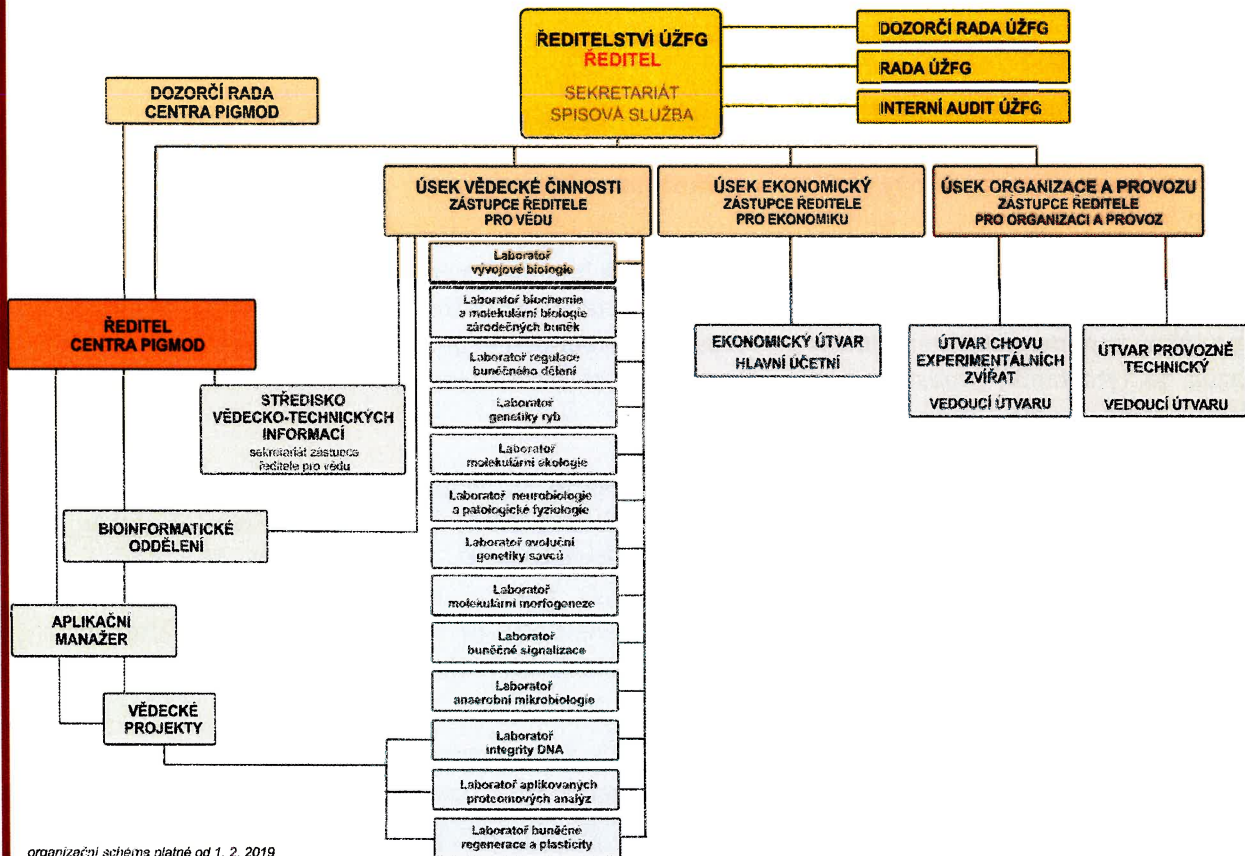 ŘEDITELSTVÍ ÚŽFG
ŘEDITEL
SEKRETARIÁT
SPISOVÁ SLUŽBA
DOZORČÍ RADA ÚŽFG
RADA ÚŽFG
INTERNÍ AUDIT ÚŽFG
DOZORČÍ RADA
CENTRA PIGMOD
ÚSEK VĚDECKÉ ČINNOSTI
ZÁSTUPCE ŘEDITELE
PRO VĚDU
ÚSEK EKONOMICKÝ
ZÁSTUPCE ŘEDITELE
PRO EKONOMIKU
ÚSEK ORGANIZACE A PROVOZU
ZÁSTUPCE ŘEDITELE
PRO ORGANIZACI A PROVOZ
ŘEDITEL
CENTRA PIGMOD
STŘEDISKO
VĚDECKO-TECHNICKÝCH
INFORMACÍ
sekretariát zástupce
ředitele pro vědu
BIOINFORMATICKÉ
ODDĚLENÍ
APLIKAČNÍ
MANAŽER
VĚDECKÉ
PROJEKTY
Laboratoř
vývojové biologie
Laboratoř biochemie
a molekulární biologie
zárodečných buněk
Laboratoř regulace
buněčného dělení
Laboratoř
genetiky ryb
Laboratoř
molekulární ekologie
Laboratoř neurobiologie
a patologické fyziologie
Laboratoř evoluční
genetiky savců
Laboratoř
molekulární morfogeneze
Laboratoř
buněčné signalizace
Laboratoř
anaerobní mikrobiologie
Laboratoř
integrity DNA
Laboratoř aplikovaných
proteomových analýz
Laboratoř buněčné
regenerace a plasticity
EKONOMICKÝ ÚTVAR
HLAVNÍ ÚČETNÍ
ÚTVAR CHOVU
EXPERIMENTÁLNÍCH
ZVÍŘAT
VEDOUCÍ ÚTVARU
ÚTVAR PROVOZNĚ
TECHNICKÝ
VEDOUCÍ ÚTVARU
organizační schéma platné od 1. 2. 2019